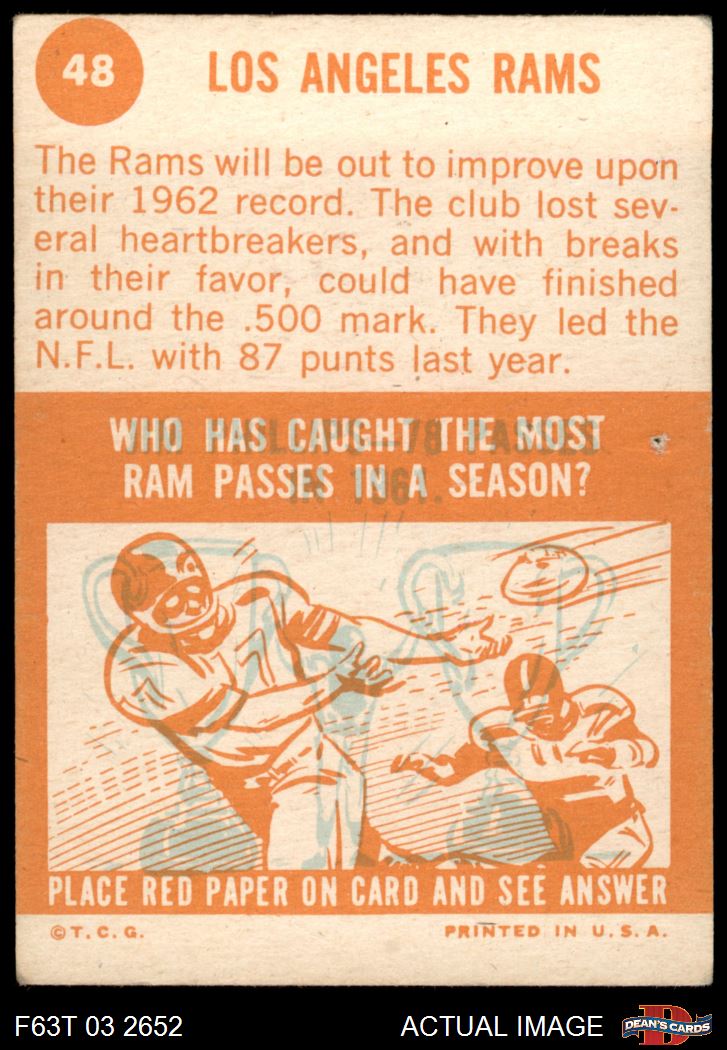 48
LOS ANGELES RAMS
The Rams will be out to improve upon
their 1962 record. The club lost sev-
eral heartbreakers, and with breaks
in their favor, could have finished
around the .500 mark. They led the
N.F.L. with 87 punts last year.
WHO HAS CAUGHT THE MOST
RAM PASSES IN A SEASON?
PLACE RED PAPER ON CARD AND SEE ANSWER
© T. C. G.
PRINTED IN U. S. A.
F63T 03 2652
ACTUAL IMAGE
D
DEAN'S CARDS